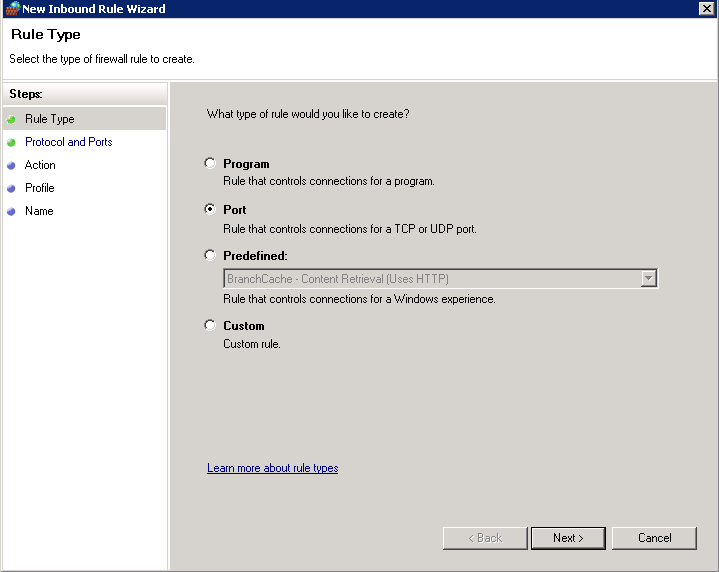 New Inbound Rule Wizard
Rule Type
Select the type of firewall rule to create.
Steps:
Rule Type
Protocol and Ports
Action
Profile
Name
What type of rule would you like to create?
Program
Rule that controls connections for a program.
Port
Rule that controls connections for a TCP or UDP port.
Predefined:
BranchCache - Content Retrieval (Uses HTTP)
Rule that controls connections for a Windows experience.
Custom
Custom rule.
Learn more about rule types
< Back Next > Cancel